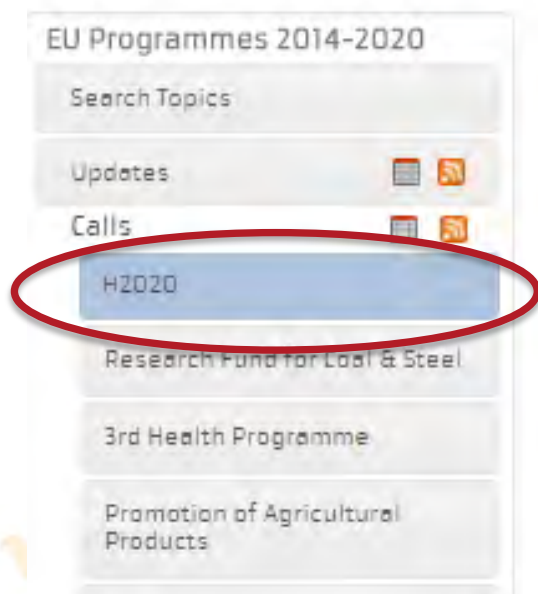 EU Programmes 2014-2020
Search Topics
Updates
Calls
H2020
Research Fund for Coal & Steel
3rd Health Programme
Promotion of Agricultural
Products